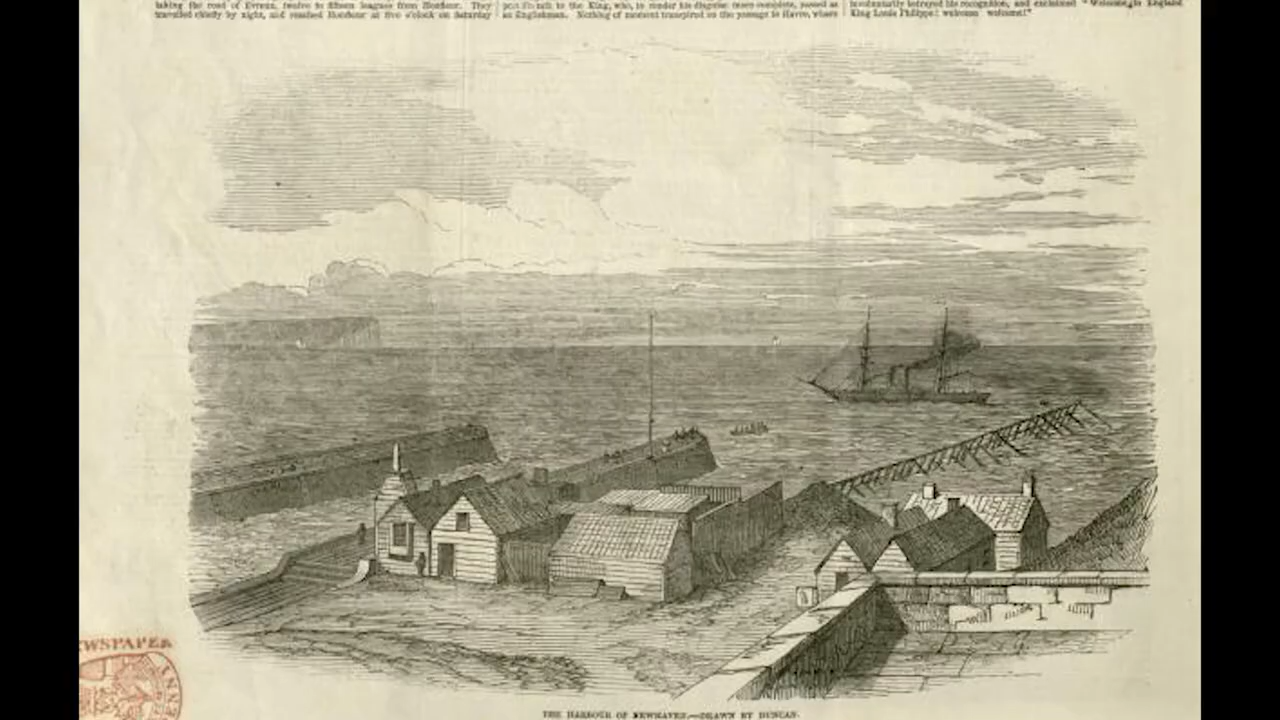 taking the road of Evreux, twelve to fifteen leagues from Honfleur. They
travelled chiefly by night, and reached Honfleur at five o'clock on Saturday
to the King, who, to render his disguise more complete, passed as
an Englishman. Nothing of moment transpired on the passage to Havre, where
involuntarily betrayed his recognition, and exclaimed "Welcome to England
King Louis Philippe! welcome welcome!"
WSPAPER
THE HARBOUR OF NEWHAVEN.—DRAWN BY DUNCAN.